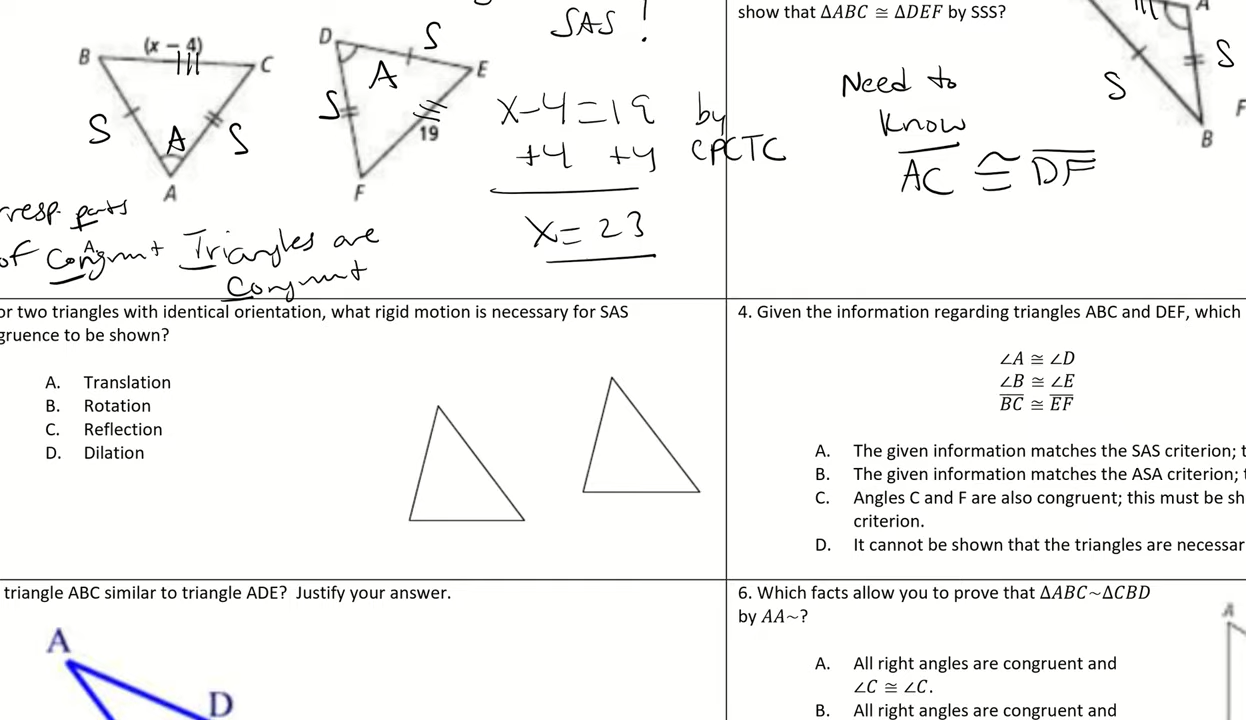 B
(x – 4)
C
S
A
S
A
D
S
E
A
S
19
F
SAS !
x-4=19 by
+4 +4 CPCTC
x= 23
rresp. parts
of Congrunt Triangles are
Congrunt
show that ΔABC ≅ ΔDEF by SSS?
Need to
Know
AC ≅ DF
A
S
S
B
F
or two triangles with identical orientation, what rigid motion is necessary for SAS
gruence to be shown?
A. Translation
B. Rotation
C. Reflection
D. Dilation
4. Given the information regarding triangles ABC and DEF, which
∠A ≅ ∠D
∠B ≅ ∠E
BC ≅ EF
A. The given information matches the SAS criterion; t
B. The given information matches the ASA criterion; t
C. Angles C and F are also congruent; this must be sh
criterion.
D. It cannot be shown that the triangles are necessar
triangle ABC similar to triangle ADE? Justify your answer.
A
D
6. Which facts allow you to prove that ΔABC~ΔCBD
by AA~?
A. All right angles are congruent and
∠C ≅ ∠C.
B. All right angles are congruent and
A